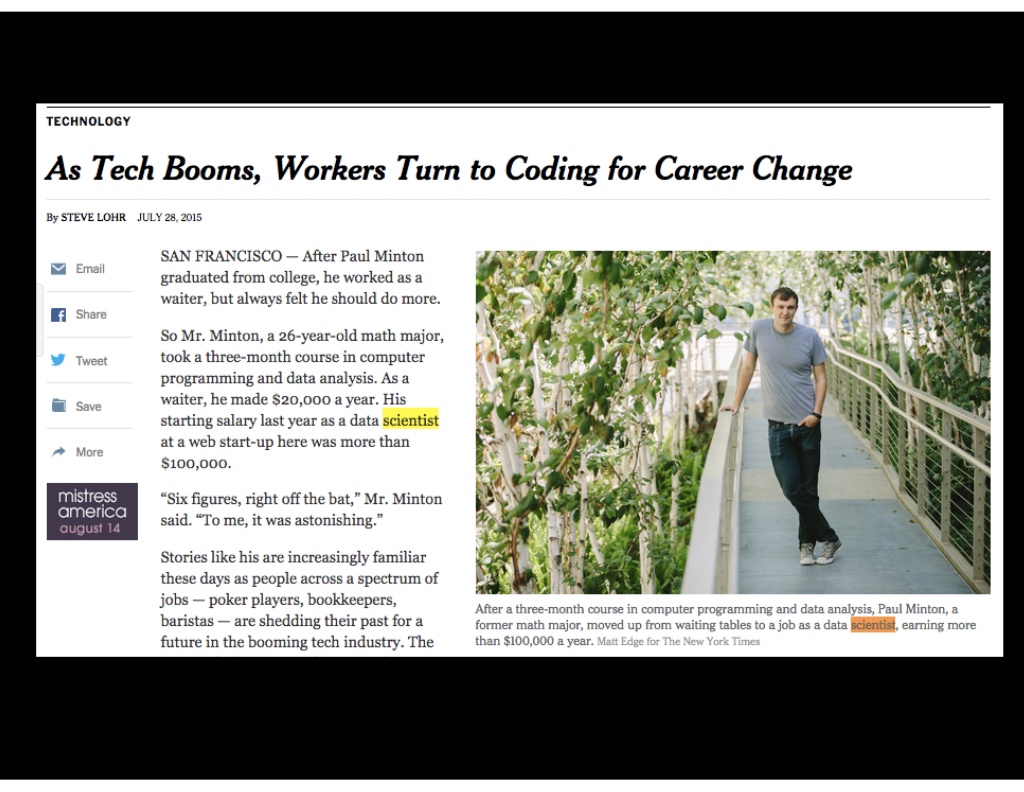 TECHNOLOGY
As Tech Booms, Workers Turn to Coding for Career Change
By STEVE LOHR JULY 28, 2015
Email
Share
Tweet
Save
More
mistress
america
august 14
SAN FRANCISCO — After Paul Minton
graduated from college, he worked as a
waiter, but always felt he should do more.
So Mr. Minton, a 26-year-old math major,
took a three-month course in computer
programming and data analysis. As a
waiter, he made $20,000 a year. His
starting salary last year as a data scientist
at a web start-up here was more than
$100,000.
“Six figures, right off the bat,” Mr. Minton
said. “To me, it was astonishing.”
Stories like his are increasingly familiar
these days as people across a spectrum of
jobs — poker players, bookkeepers,
baristas — are shedding their past for a
future in the booming tech industry. The
After a three-month course in computer programming and data analysis, Paul Minton, a
former math major, moved up from waiting tables to a job as a data scientist, earning more
than $100,000 a year. Matt Edge for The New York Times